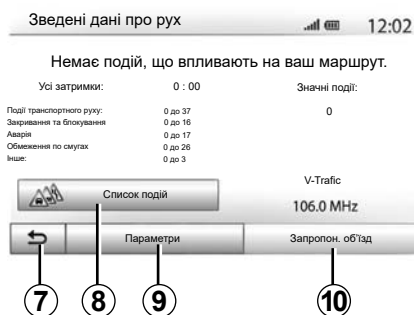 Зведені дані про рух 12:02
Немає подій, що впливають на ваш маршрут.
Усі затримки: 0 : 00 Значні події:
Події транспортного руху: 0 до 37 0
Закривання та блокування 0 до 16
Аварія 0 до 17
Обмеження по смугах 0 до 26
Інше: 0 до 3
V-Trafic
Список подій 106.0 MHz
Параметри Запропон. об'їзд
7 8 9 10